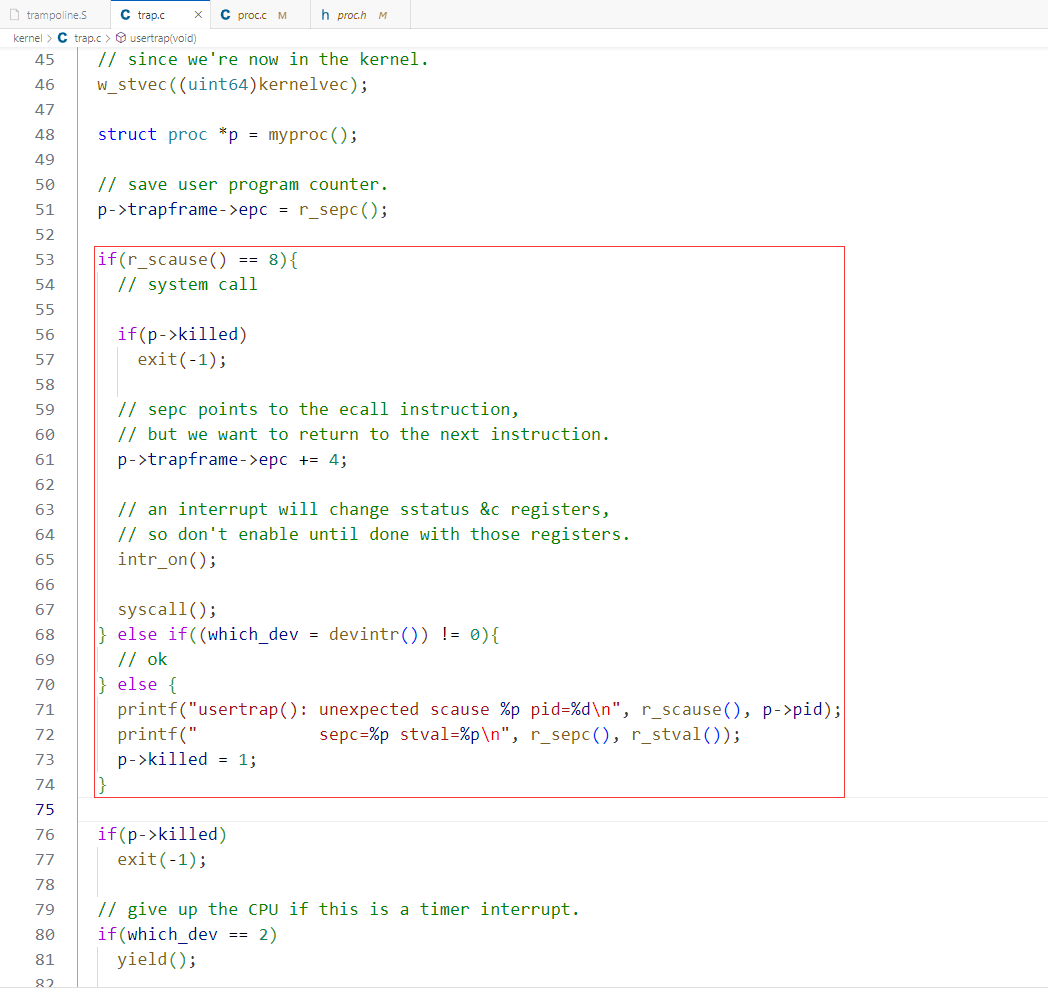 trampoline.S C trap.c × C proc.c M h proc.h M
kernel > C trap.c > usertrap(void)
45 // since we're now in the kernel.
46 w_stvec((uint64)kernelvec);
47
48 struct proc *p = myproc();
49
50 // save user program counter.
51 p->trapframe->epc = r_sepc();
52
53 if(r_scause() == 8){
54 // system call
55
56 if(p->killed)
57 exit(-1);
58
59 // sepc points to the ecall instruction,
60 // but we want to return to the next instruction.
61 p->trapframe->epc += 4;
62
63 // an interrupt will change sstatus &c registers,
64 // so don't enable until done with those registers.
65 intr_on();
66
67 syscall();
68 } else if((which_dev = devintr()) != 0){
69 // ok
70 } else {
71 printf("usertrap(): unexpected scause %p pid=%d\n", r_scause(), p->pid);
72 printf("            sepc=%p stval=%p\n", r_sepc(), r_stval());
73 p->killed = 1;
74 }
75
76 if(p->killed)
77 exit(-1);
78
79 // give up the CPU if this is a timer interrupt.
80 if(which_dev == 2)
81 yield();
82